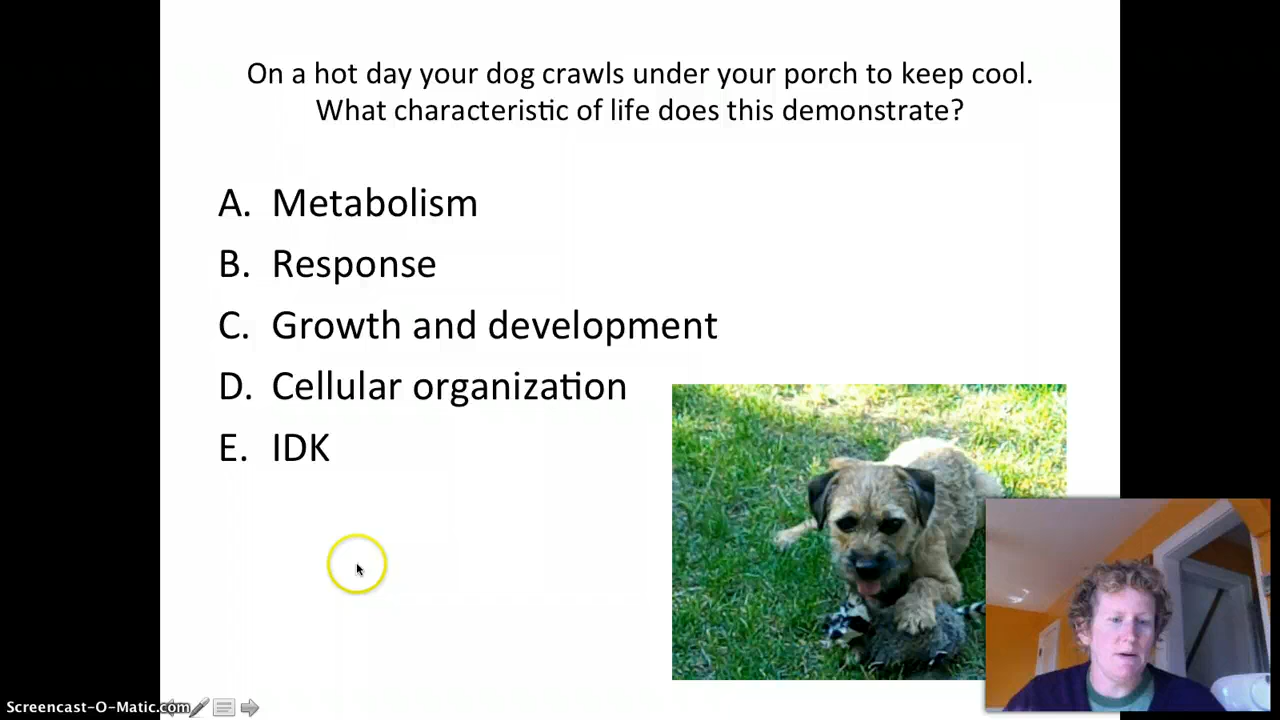 On a hot day your dog crawls under your porch to keep cool.
What characteristic of life does this demonstrate?
A. Metabolism
B. Response
C. Growth and development
D. Cellular organization
E. IDK
Screencast-O-Matic.com